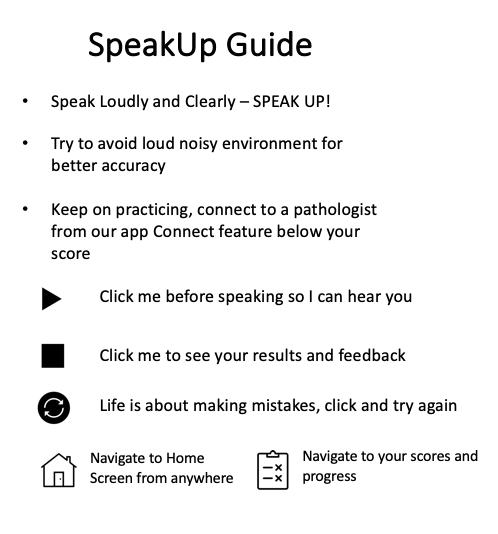 SpeakUp Guide
• Speak Loudly and Clearly – SPEAK UP!
• Try to avoid loud noisy environment for
better accuracy
• Keep on practicing, connect to a pathologist
from our app Connect feature below your
score
Click me before speaking so I can hear you
Click me to see your results and feedback
Life is about making mistakes, click and try again
Navigate to Home
Screen from anywhere
Navigate to your scores and
progress